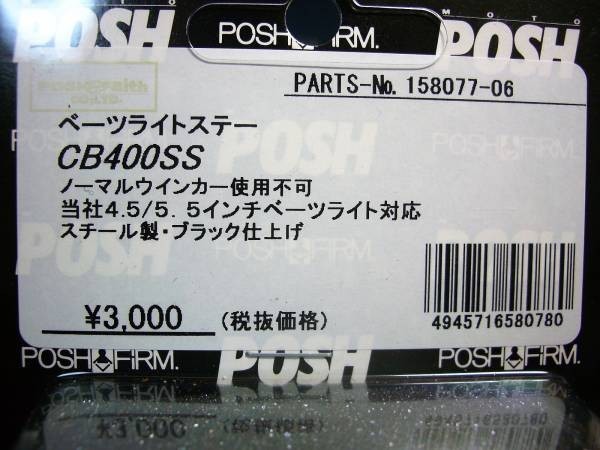 MOTO
POSH
POSH FiRM.
MOTO
POSH
PARTS-No. 158077-06
ベーツライトステー
CB400SS
ノーマルウインカー使用不可
当社4.5/5.5インチベーツライト対応
スチール製・ブラック仕上げ
¥3,000 (税抜価格)
4945716580780
POSH FiRM.
POSH
POSH FiRM.